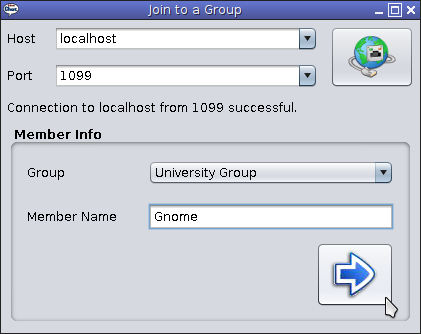 Join to a Group
Host localhost
Port 1099
Connection to localhost from 1099 successful.
Member Info
Group University Group
Member Name Gnome